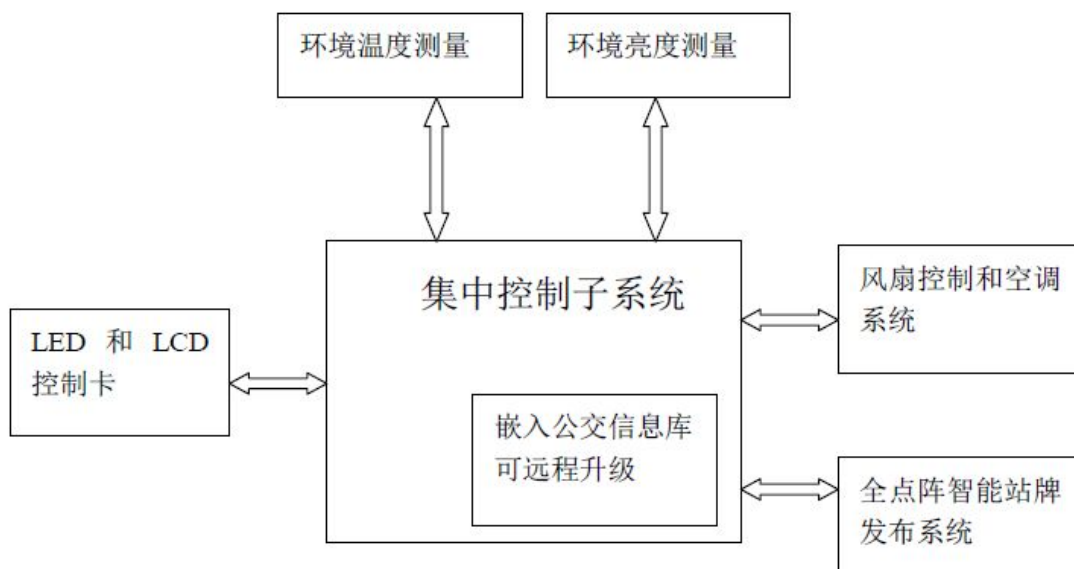 环境温度测量
环境亮度测量
集中控制子系统
风扇控制和空调
系统
LED 和 LCD
控制卡
嵌入公交信息库
可远程升级
全点阵智能站牌
发布系统